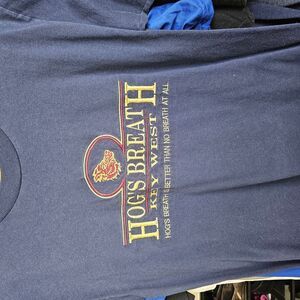 HOG'S BREATH
KEY WEST
HOG'S BREATH IS BETTER THAN NO BREATH AT ALL